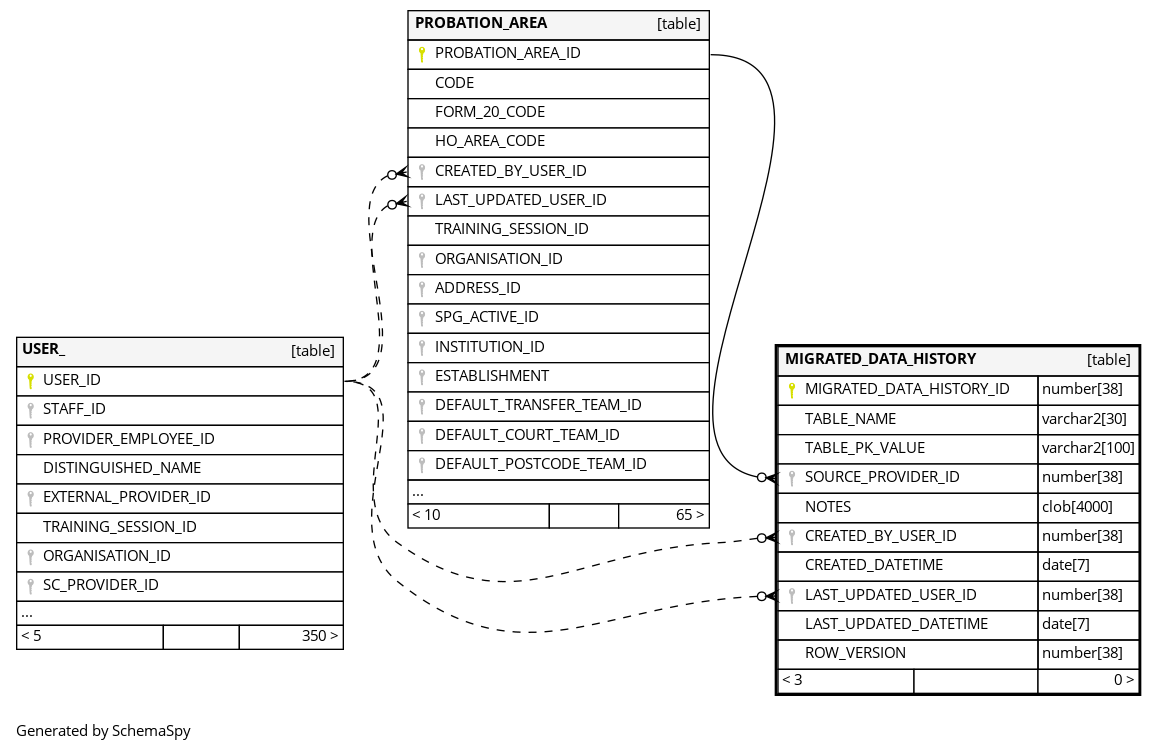 PROBATION_AREA [table]
PROBATION_AREA_ID
CODE
FORM_20_CODE
HO_AREA_CODE
CREATED_BY_USER_ID
LAST_UPDATED_USER_ID
TRAINING_SESSION_ID
ORGANISATION_ID
ADDRESS_ID
SPG_ACTIVE_ID
INSTITUTION_ID
ESTABLISHMENT
DEFAULT_TRANSFER_TEAM_ID
DEFAULT_COURT_TEAM_ID
DEFAULT_POSTCODE_TEAM_ID
...
< 10 65 >
USER_ [table]
USER_ID
STAFF_ID
PROVIDER_EMPLOYEE_ID
DISTINGUISHED_NAME
EXTERNAL_PROVIDER_ID
TRAINING_SESSION_ID
ORGANISATION_ID
SC_PROVIDER_ID
...
< 5 350 >
MIGRATED_DATA_HISTORY [table]
MIGRATED_DATA_HISTORY_ID number[38]
TABLE_NAME varchar2[30]
TABLE_PK_VALUE varchar2[100]
SOURCE_PROVIDER_ID number[38]
NOTES clob[4000]
CREATED_BY_USER_ID number[38]
CREATED_DATETIME date[7]
LAST_UPDATED_USER_ID number[38]
LAST_UPDATED_DATETIME date[7]
ROW_VERSION number[38]
< 3 0 >
Generated by SchemaSpy